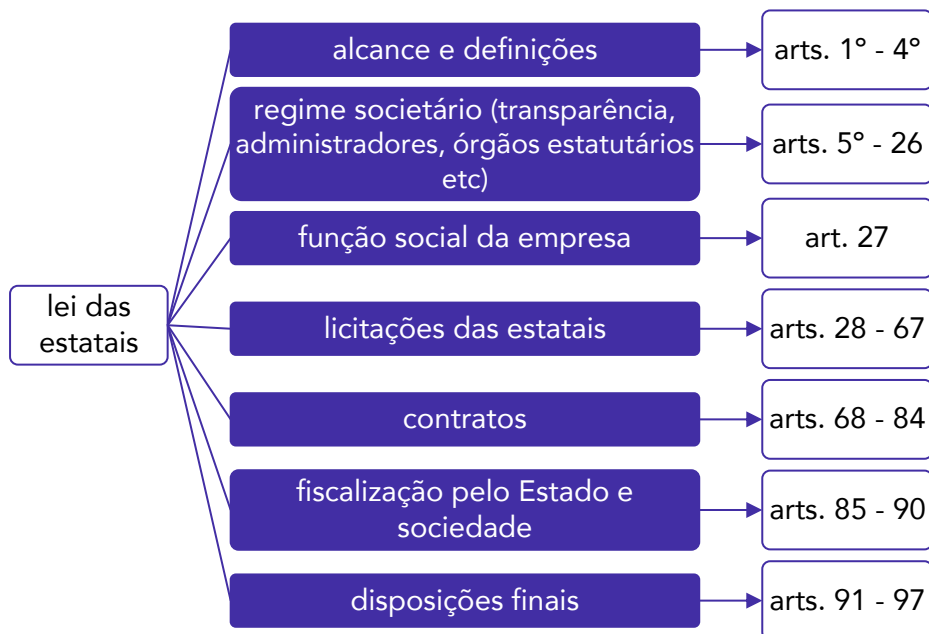 alcance e definições
arts. 1° - 4°
regime societário (transparência,
administradores, órgãos estatutários
etc)
arts. 5° - 26
função social da empresa
art. 27
lei das
estatais
licitações das estatais
arts. 28 - 67
contratos
arts. 68 - 84
fiscalização pelo Estado e
sociedade
arts. 85 - 90
disposições finais
arts. 91 - 97